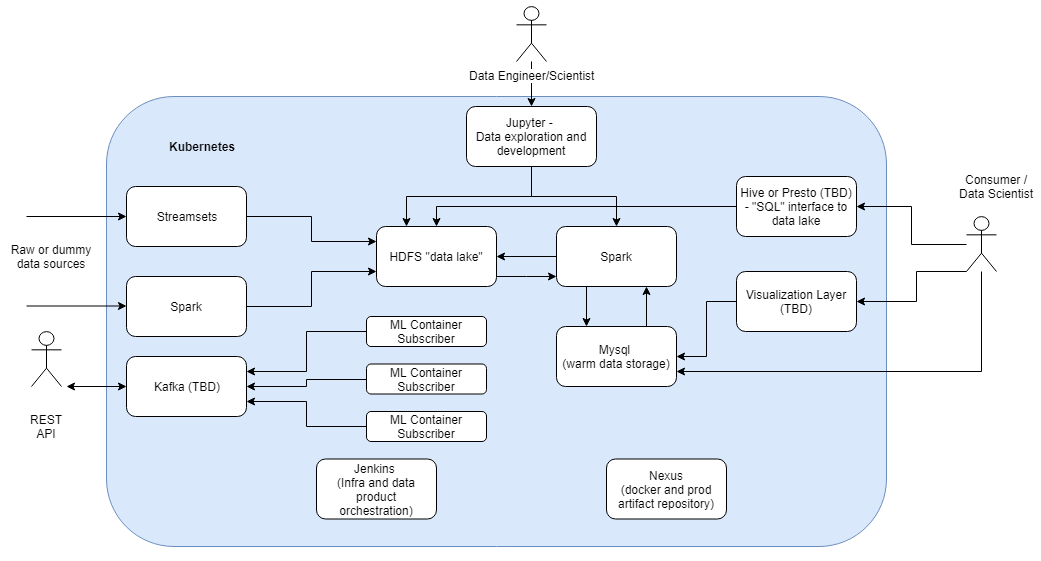 Data Engineer/Scientist
Jupyter -
Data exploration and
development
Kubernetes
Streamsets
Hive or Presto (TBD)
- "SQL" interface to
data lake
Consumer /
Data Scientist
Raw or dummy
data sources
HDFS "data lake"
Spark
Spark
Visualization Layer
(TBD)
ML Container
Subscriber
Mysql
(warm data storage)
Kafka (TBD)
ML Container
Subscriber
REST
API
ML Container
Subscriber
Jenkins
(Infra and data
product
orchestration)
Nexus
(docker and prod
artifact repository)